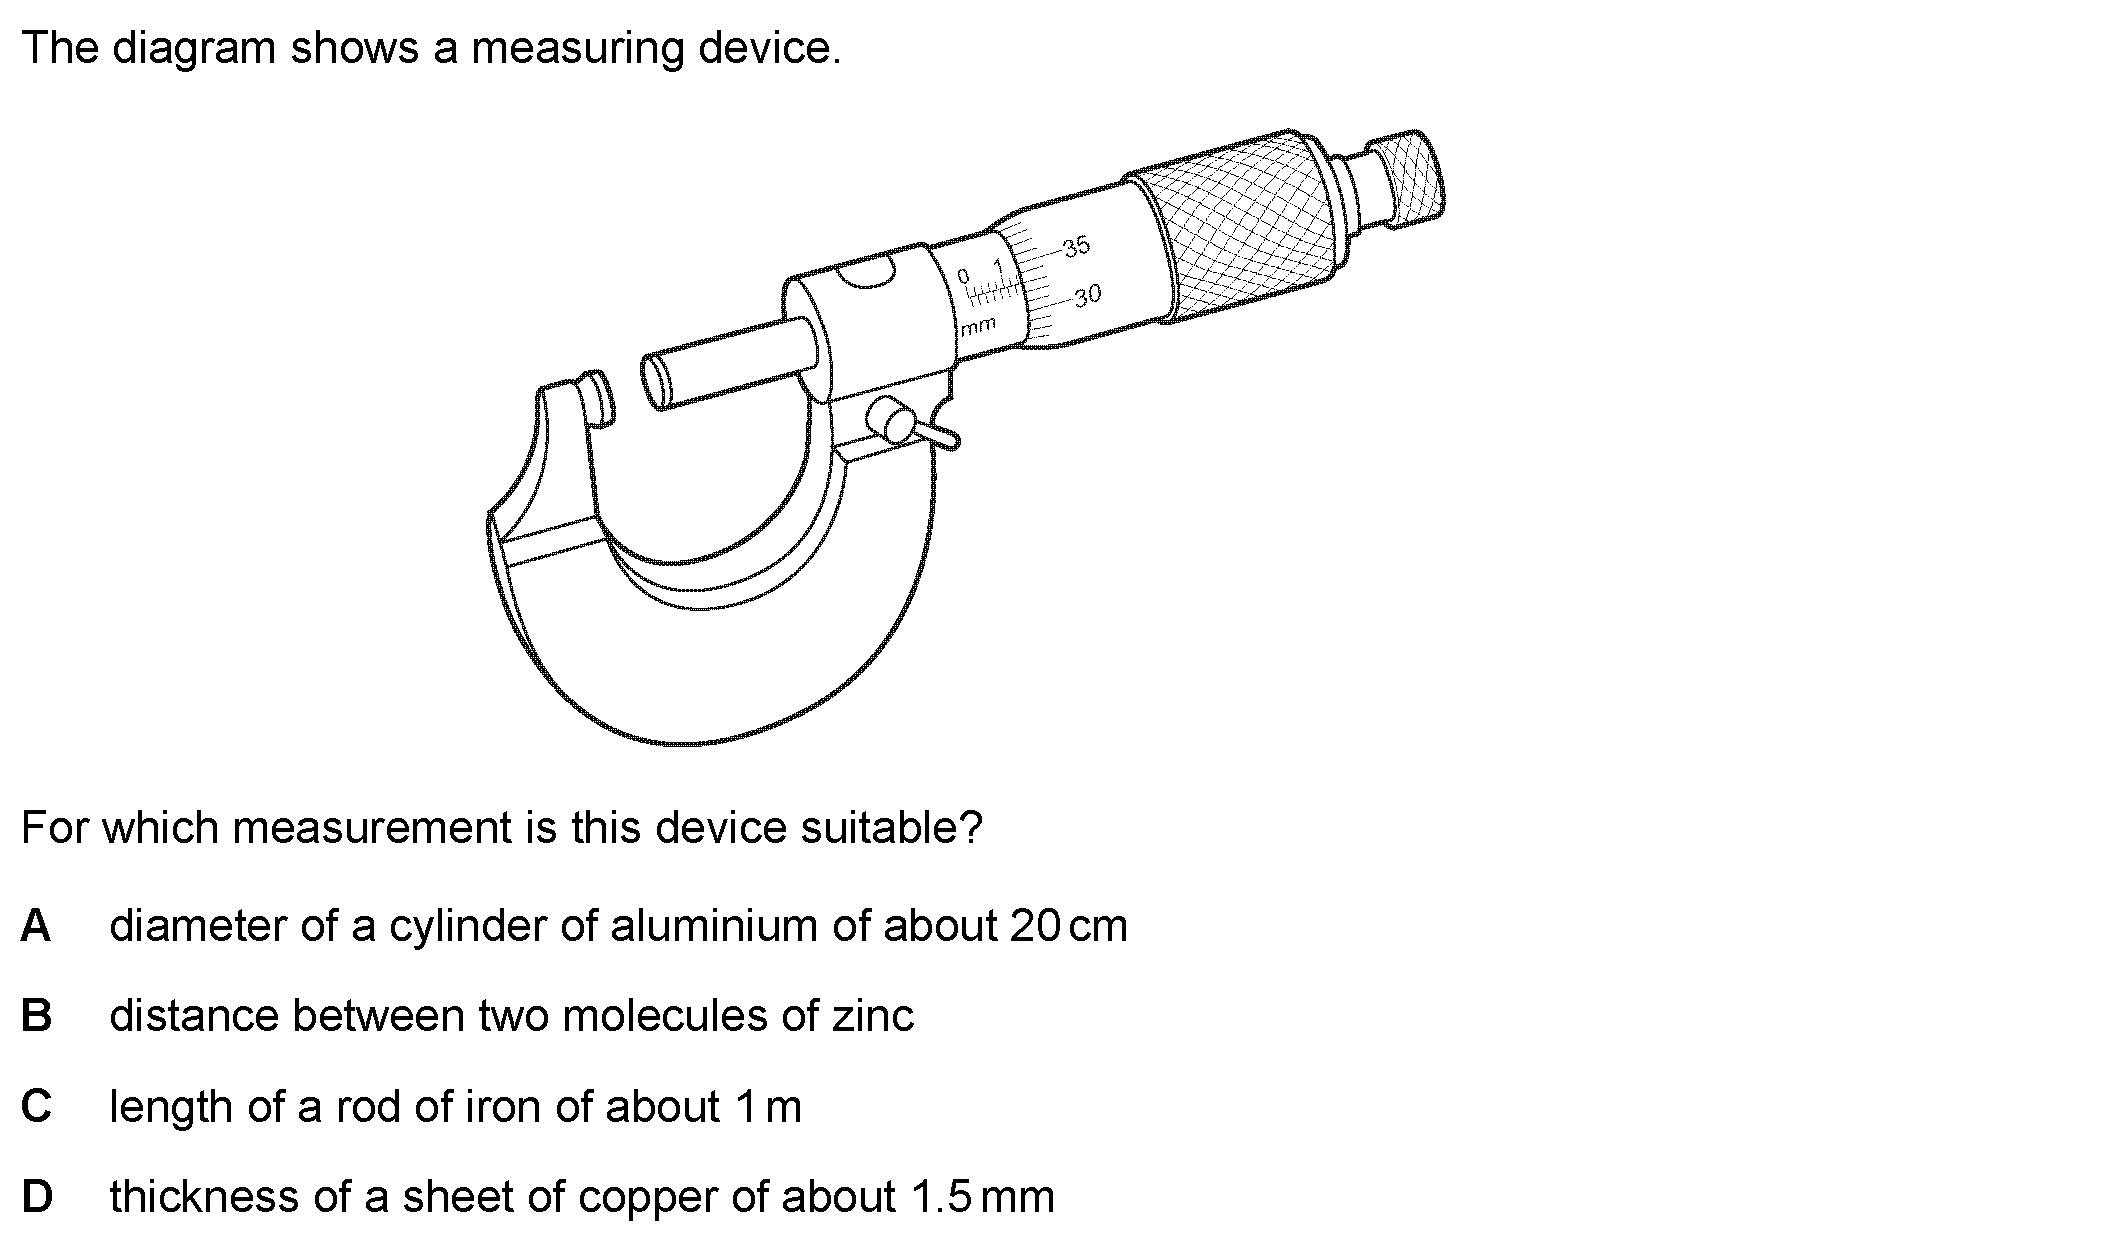 The diagram shows a measuring device.
35
0 1
30
mm
For which measurement is this device suitable?
A diameter of a cylinder of aluminium of about 20 cm
B distance between two molecules of zinc
C length of a rod of iron of about 1 m
D thickness of a sheet of copper of about 1.5 mm